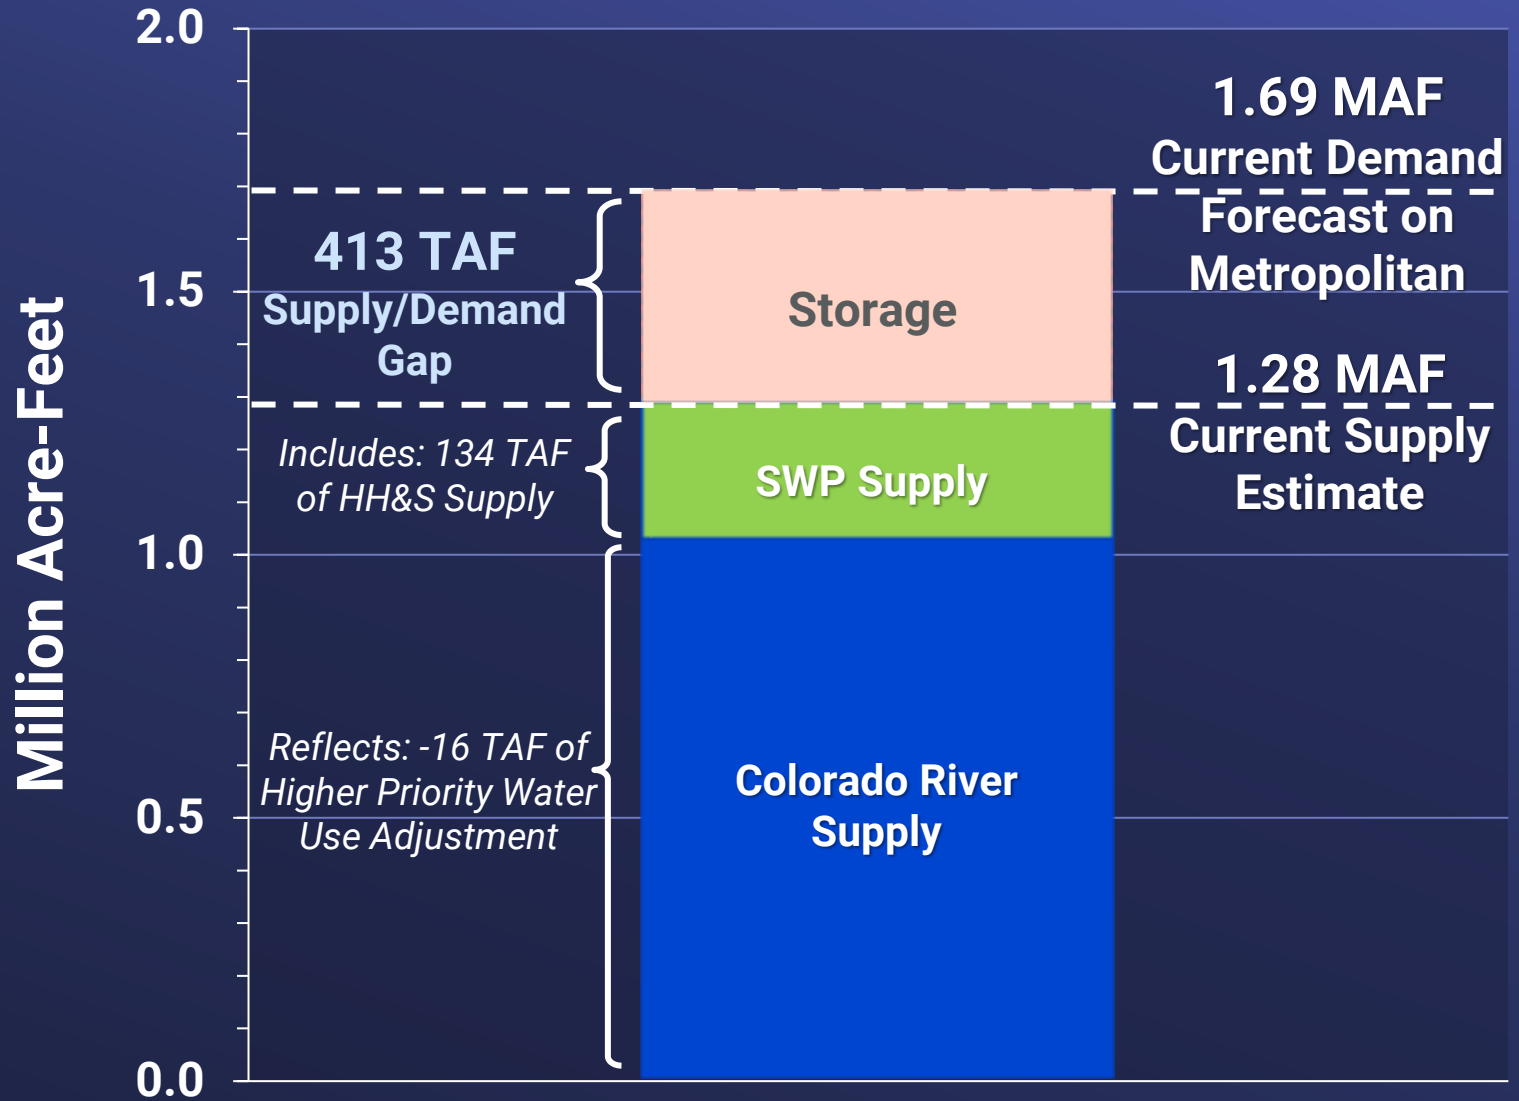 Million Acre-Feet
2.0
1.5
1.0
0.5
0.0
413 TAF
Supply/Demand
Gap
Includes: 134 TAF
of HH&S Supply
Reflects: -16 TAF of
Higher Priority Water
Use Adjustment
Storage
SWP Supply
Colorado River
Supply
1.69 MAF
Current Demand
Forecast on
Metropolitan
1.28 MAF
Current Supply
Estimate